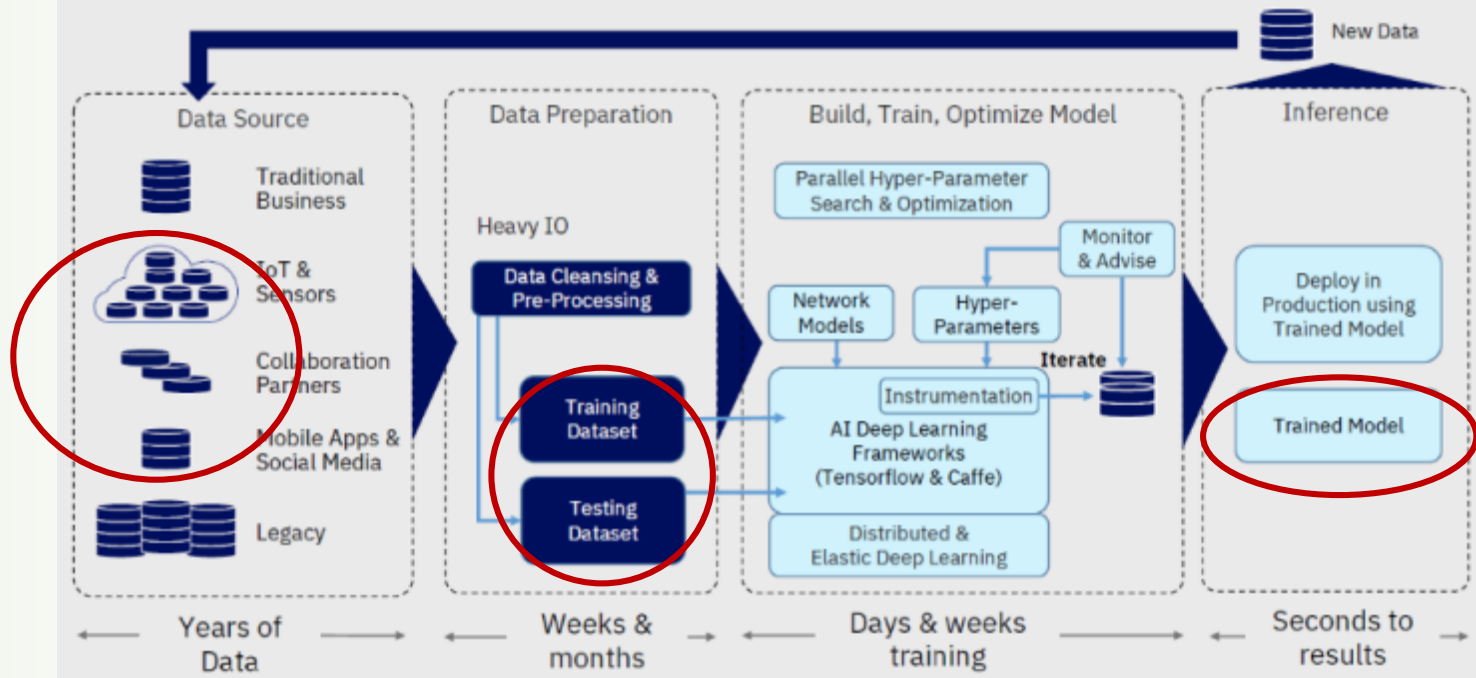 New Data
Data Source
Traditional
Business
IoT &
Sensors
Collaboration
Partners
Mobile Apps &
Social Media
Legacy
Years of
Data
Data Preparation
Heavy IO
Data Cleansing &
Pre-Processing
Training
Dataset
Testing
Dataset
Weeks &
months
Build, Train, Optimize Model
Parallel Hyper-Parameter
Search & Optimization
Monitor
& Advise
Network
Models
Hyper-
Parameters
Iterate
Instrumentation
AI Deep Learning
Frameworks
(Tensorflow & Caffe)
Distributed &
Elastic Deep Learning
Days & weeks
training
Inference
Deploy in
Production using
Trained Model
Trained Model
Seconds to
results